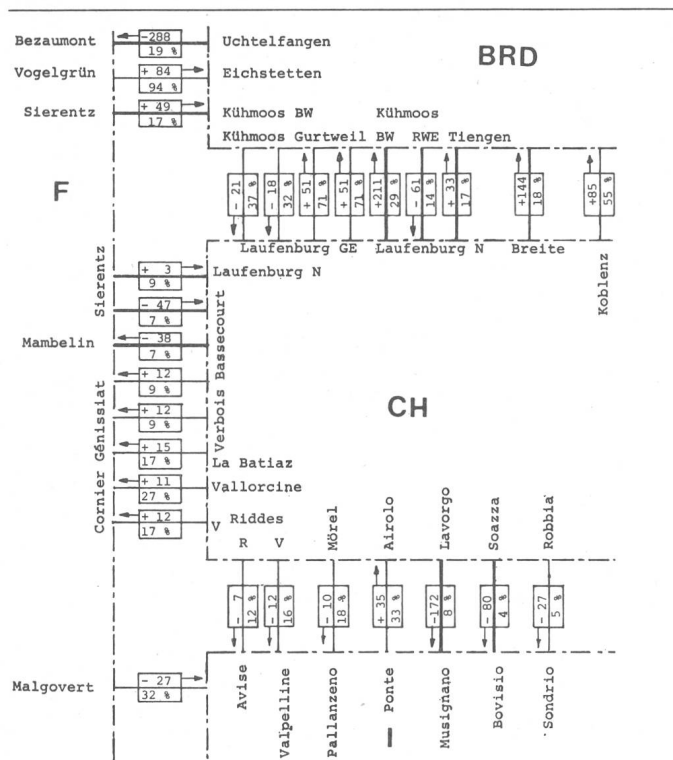 Bezaumont
-288
19 %
Uchtelfangen
BRD
Vogelgrün
+ 84
94 %
Eichstetten
Sierentz
+ 49
17 %
Kühmoos BW
Kühmoos
Kühmoos Gurtweil BW RWE Tiengen
F
- 21
37 %
- 18
32 %
+ 51
71 %
+ 51
71 %
+211
29 %
- 61
14 %
+ 33
17 %
+144
18 %
+85
55 %
Laufenburg GE
Laufenburg N
Breite
Koblenz
Sierentz
+ 3
9 %
Laufenburg N
- 47
7 %
Bassecourt
Mambelin
- 38
7 %
Génissiat
+ 12
9 %
Verbois
+ 12
9 %
CH
+ 15
17 %
La Batiaz
Cornier
+ 11
27 %
Vallorcine
+ 12
17 %
V
Riddes
R
V
Mörel
Airolo
Lavorgo
Soazza
Robbia
- 7
12 %
- 12
16 %
- 10
18 %
+ 35
33 %
-172
8 %
- 80
4 %
- 27
5 %
Malgovert
- 27
32 %
Avise
Valpelline
Pallanzeno
Ponte
Musignano
Bovisio
Sondrio
I